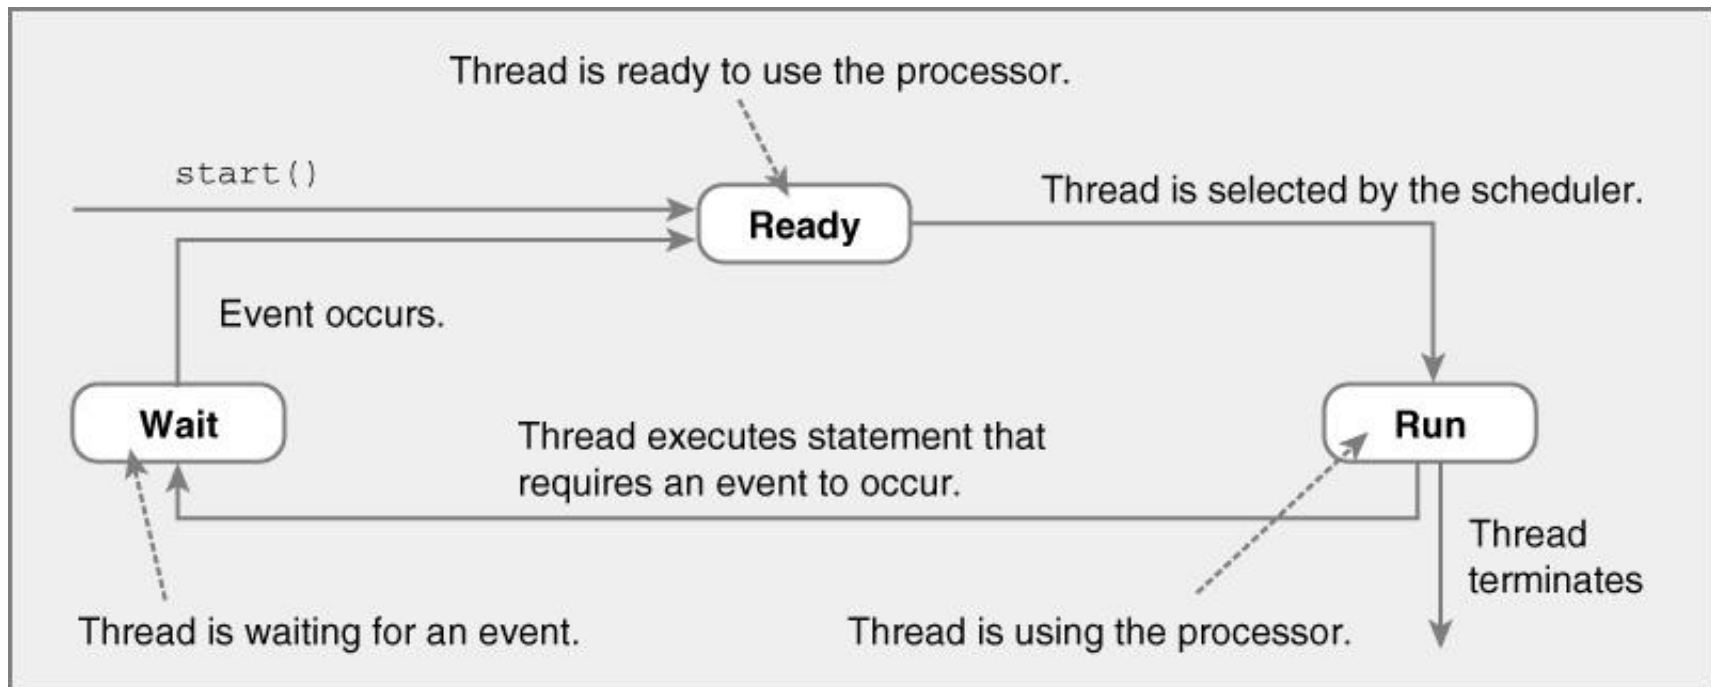 Thread is ready to use the processor.
start()
Thread is selected by the scheduler.
Ready
Event occurs.
Wait
Run
Thread executes statement that
requires an event to occur.
Thread
terminates
Thread is waiting for an event.
Thread is using the processor.